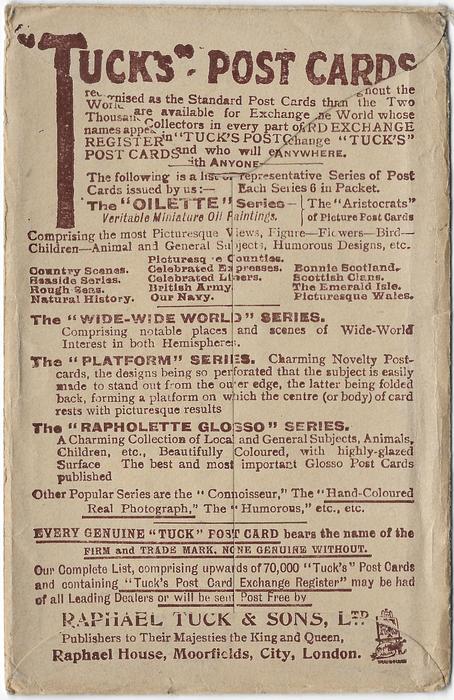 "TUCK'S" POST CARDS
re nised as the Standard Post Cards than the Two
World. are available for Exchange ne World whose
Thousan Collectors in every part of RD EXCHANGE
names appea in "TUCK'S POST C change "TUCK'S"
REGISTER" and who will e ANYWHERE.
POST CARDS ith ANYONE
The following is a list of representative Series of Post
Cards issued by us:— Each Series 6 in Packet.
The "OILETTE" Series— The "Aristocrats"
Veritable Miniature Oil Paintings. of Picture Post Cards
Comprising the most Picturesque Views, Figure—Flowers—Bird—
Children—Animal and General Subjects, Humorous Designs, etc.
Picturesque Counties.
Country Scenes. Celebrated Expresses. Bonnie Scotland.
Seaside Series. Celebrated Liners. Scottish Clans.
Rough Seas. British Army. The Emerald Isle.
Natural History. Our Navy. Picturesque Wales.
The "WIDE-WIDE WORLD" SERIES.
Comprising notable places and scenes of Wide-World
Interest in both Hemispheres.
The "PLATFORM" SERIES. Charming Novelty Post-
cards, the designs being so perforated that the subject is easily
made to stand out from the outer edge, the latter being folded
back, forming a platform on which the centre (or body) of card
rests with picturesque results
The "RAPHOLETTE GLOSSO" SERIES.
A Charming Collection of Local and General Subjects, Animals,
Children, etc., Beautifully Coloured, with highly-glazed
Surface The best and most important Glosso Post Cards
published
Other Popular Series are the "Connoisseur," The "Hand-Coloured
Real Photograph," The "Humorous," etc., etc.
EVERY GENUINE "TUCK" POST CARD bears the name of the
FIRM and TRADE MARK. NONE GENUINE WITHOUT.
Our Complete List, comprising upwards of 70,000 "Tuck's" Post Cards
and containing "Tuck's Post Card Exchange Register" may be had
of all Leading Dealers or will be sent Post Free by
RAPHAEL TUCK & SONS, LTD
Publishers to Their Majesties the King and Queen,
Raphael House, Moorfields, City, London.